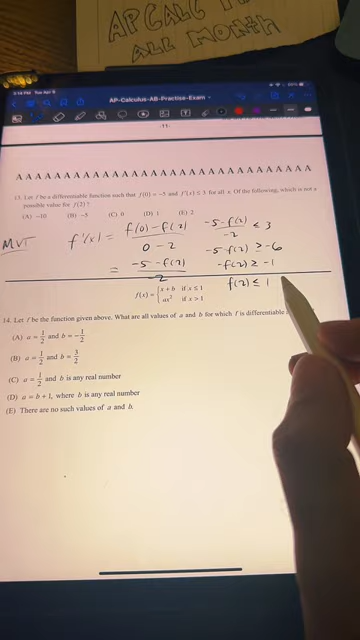 AP CALC
ALL MONTH
AP-Calculus-AB-Practise-Exam
-11-
A A A A A A A A A A A A A A A A A A A A A A A A A A A A A A A
13. Let f be a differentiable function such that f(0) = −5 and f′(x) ≤ 3 for all x. Of the following, which is not a
possible value for f(2) ?
(A) −10 (B) −5 (C) 0 (D) 1 (E) 2
MVT f'(x) = f(0) - f(2) / 0 - 2
= -5 - f(2) / -2
-5 - f(2) / -2 ≤ 3
-5 - f(2) ≥ -6
-f(2) ≥ -1
f(2) ≤ 1
f(x) = { x + b if x ≤ 1
ax² if x > 1
14. Let f be the function given above. What are all values of a and b for which f is differentiable
(A) a = 1/2 and b = −1/2
(B) a = 1/2 and b = 3/2
(C) a = 1/2 and b is any real number
(D) a = b + 1, where b is any real number
(E) There are no such values of a and b.